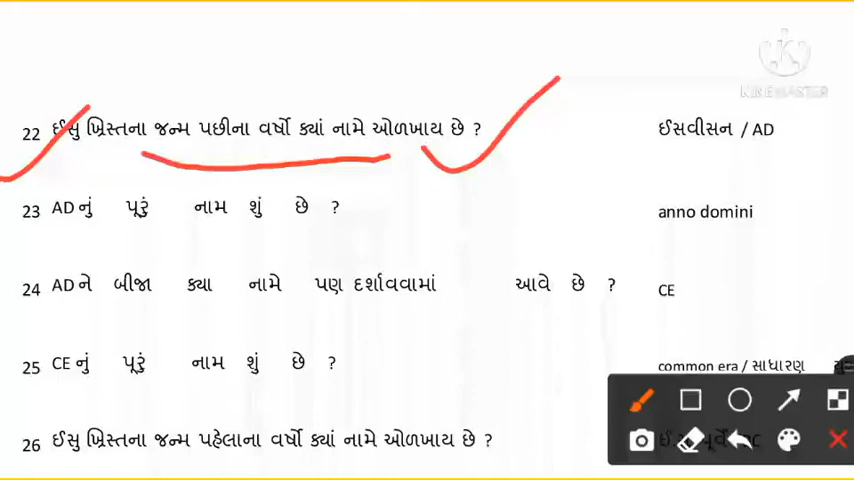 KINEMASTER
22 ઈસુ ખ્રિસ્તના જન્મ પછીના વર્ષો ક્યાં નામે ઓળખાય છે ? ઈસવીસન / AD
23 AD નું પૂરું નામ શું છે ? anno domini
24 AD ને બીજા ક્યા નામે પણ દર્શાવવામાં આવે છે ? CE
25 CE નું પૂરું નામ શું છે ? common era / સાધારણ
26 ઈસુ ખ્રિસ્તના જન્મ પહેલાના વર્ષો ક્યાં નામે ઓળખાય છે ?